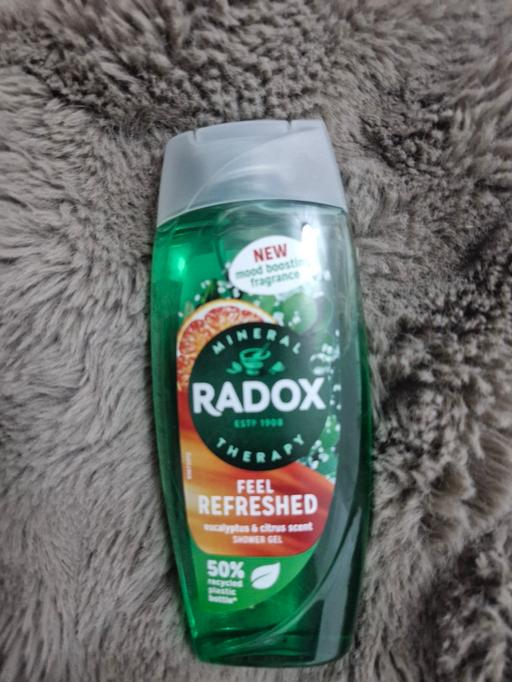 NEW
mood boosting
fragrance
MINERAL
RADOX
ESTD 1908
THERAPY
FEEL
REFRESHED
eucalyptus & citrus scent
SHOWER GEL
50%
recycled
plastic
bottle*